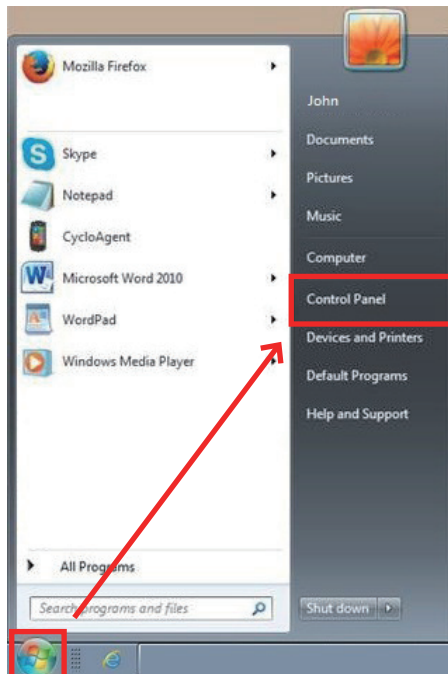 Mozilla Firefox
Skype
Notepad
CycloAgent
Microsoft Word 2010
WordPad
Windows Media Player
All Programs
Search programs and files
John
Documents
Pictures
Music
Computer
Control Panel
Devices and Printers
Default Programs
Help and Support
Shut down